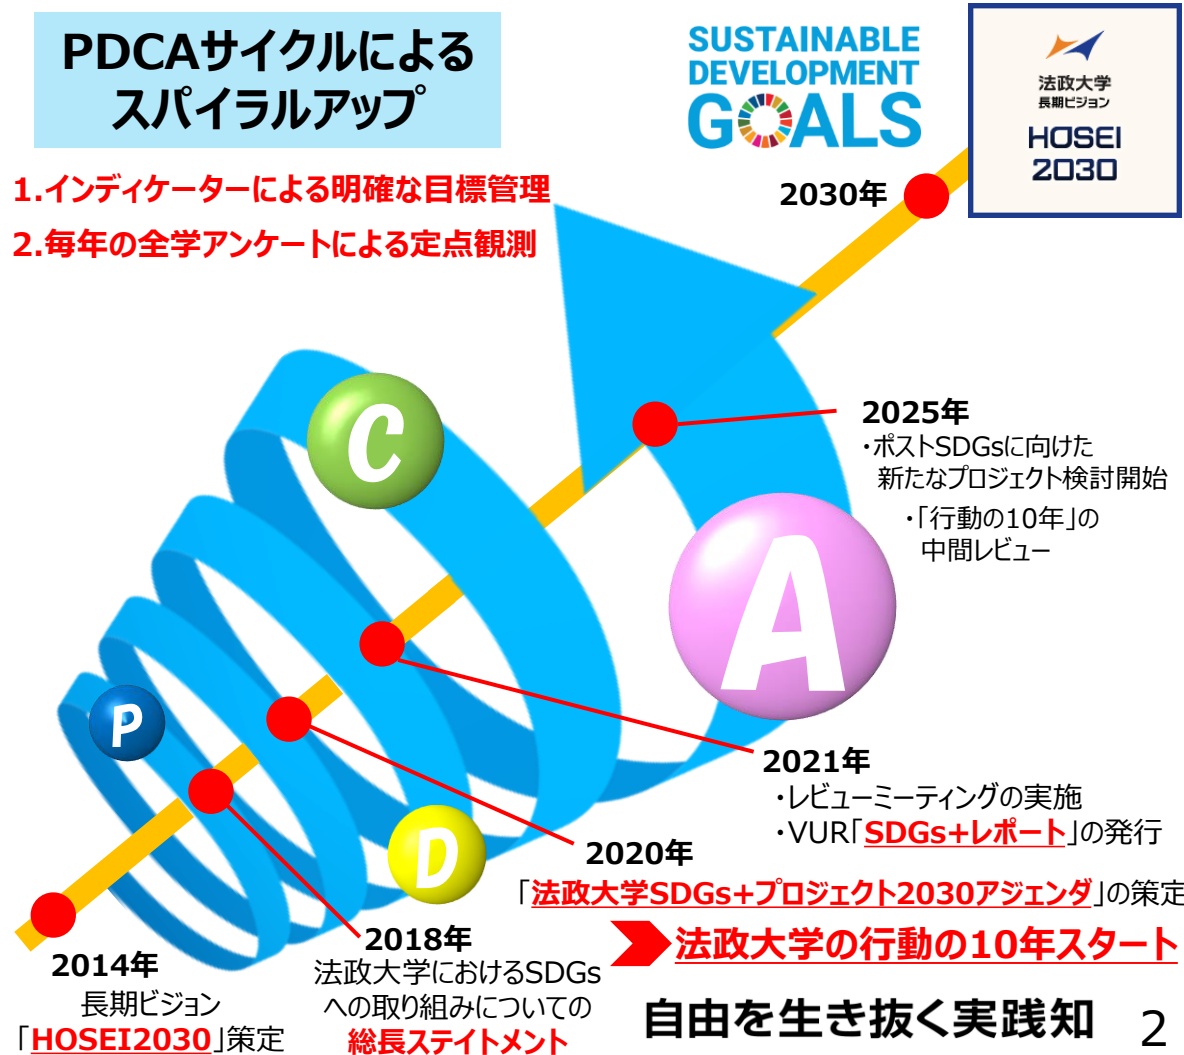 PDCAサイクルによる
スパイラルアップ
SUSTAINABLE
DEVELOPMENT
GOALS
法政大学
長期ビジョン
HOSEI
2030
1.インディケーターによる明確な目標管理
2.毎年の全学アンケートによる定点観測
2030年
C
2025年
・ポストSDGsに向けた
新たなプロジェクト検討開始
・「行動の10年」の
中間レビュー
A
P
2021年
・レビューミーティングの実施
・VUR「SDGs+レポート」の発行
D
2020年
「法政大学SDGs+プロジェクト2030アジェンダ」の策定
法政大学の行動の10年スタート
2018年
法政大学におけるSDGs
への取り組みについての
総長ステイトメント
2014年
長期ビジョン
「HOSEI2030」策定
自由を生き抜く実践知
2